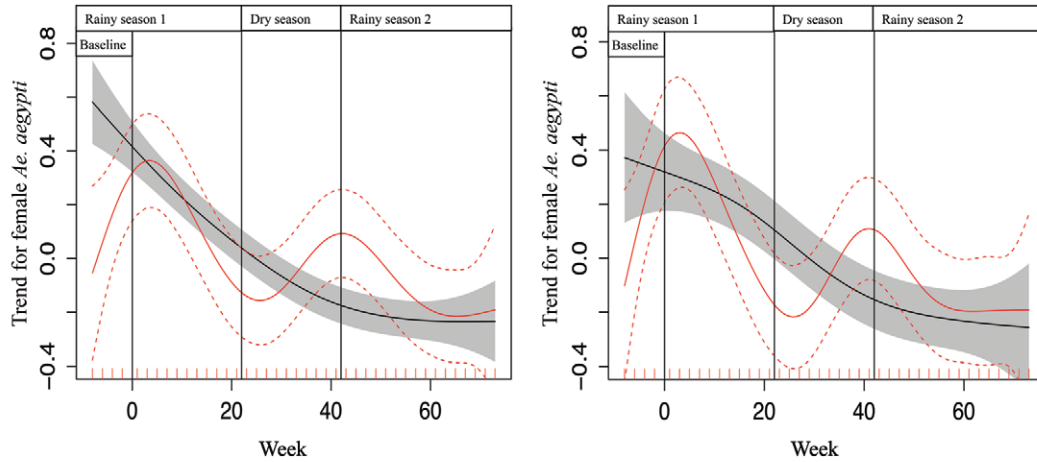 Rainy season 1 Dry season Rainy season 2
Baseline
Trend for female Ae. aegypti
0.8
0.4
0.0
−0.4
0 20 40 60
Week
Rainy season 1 Dry season Rainy season 2
Baseline
Trend for female Ae. aegypti
0.8
0.4
0.0
−0.4
0 20 40 60
Week